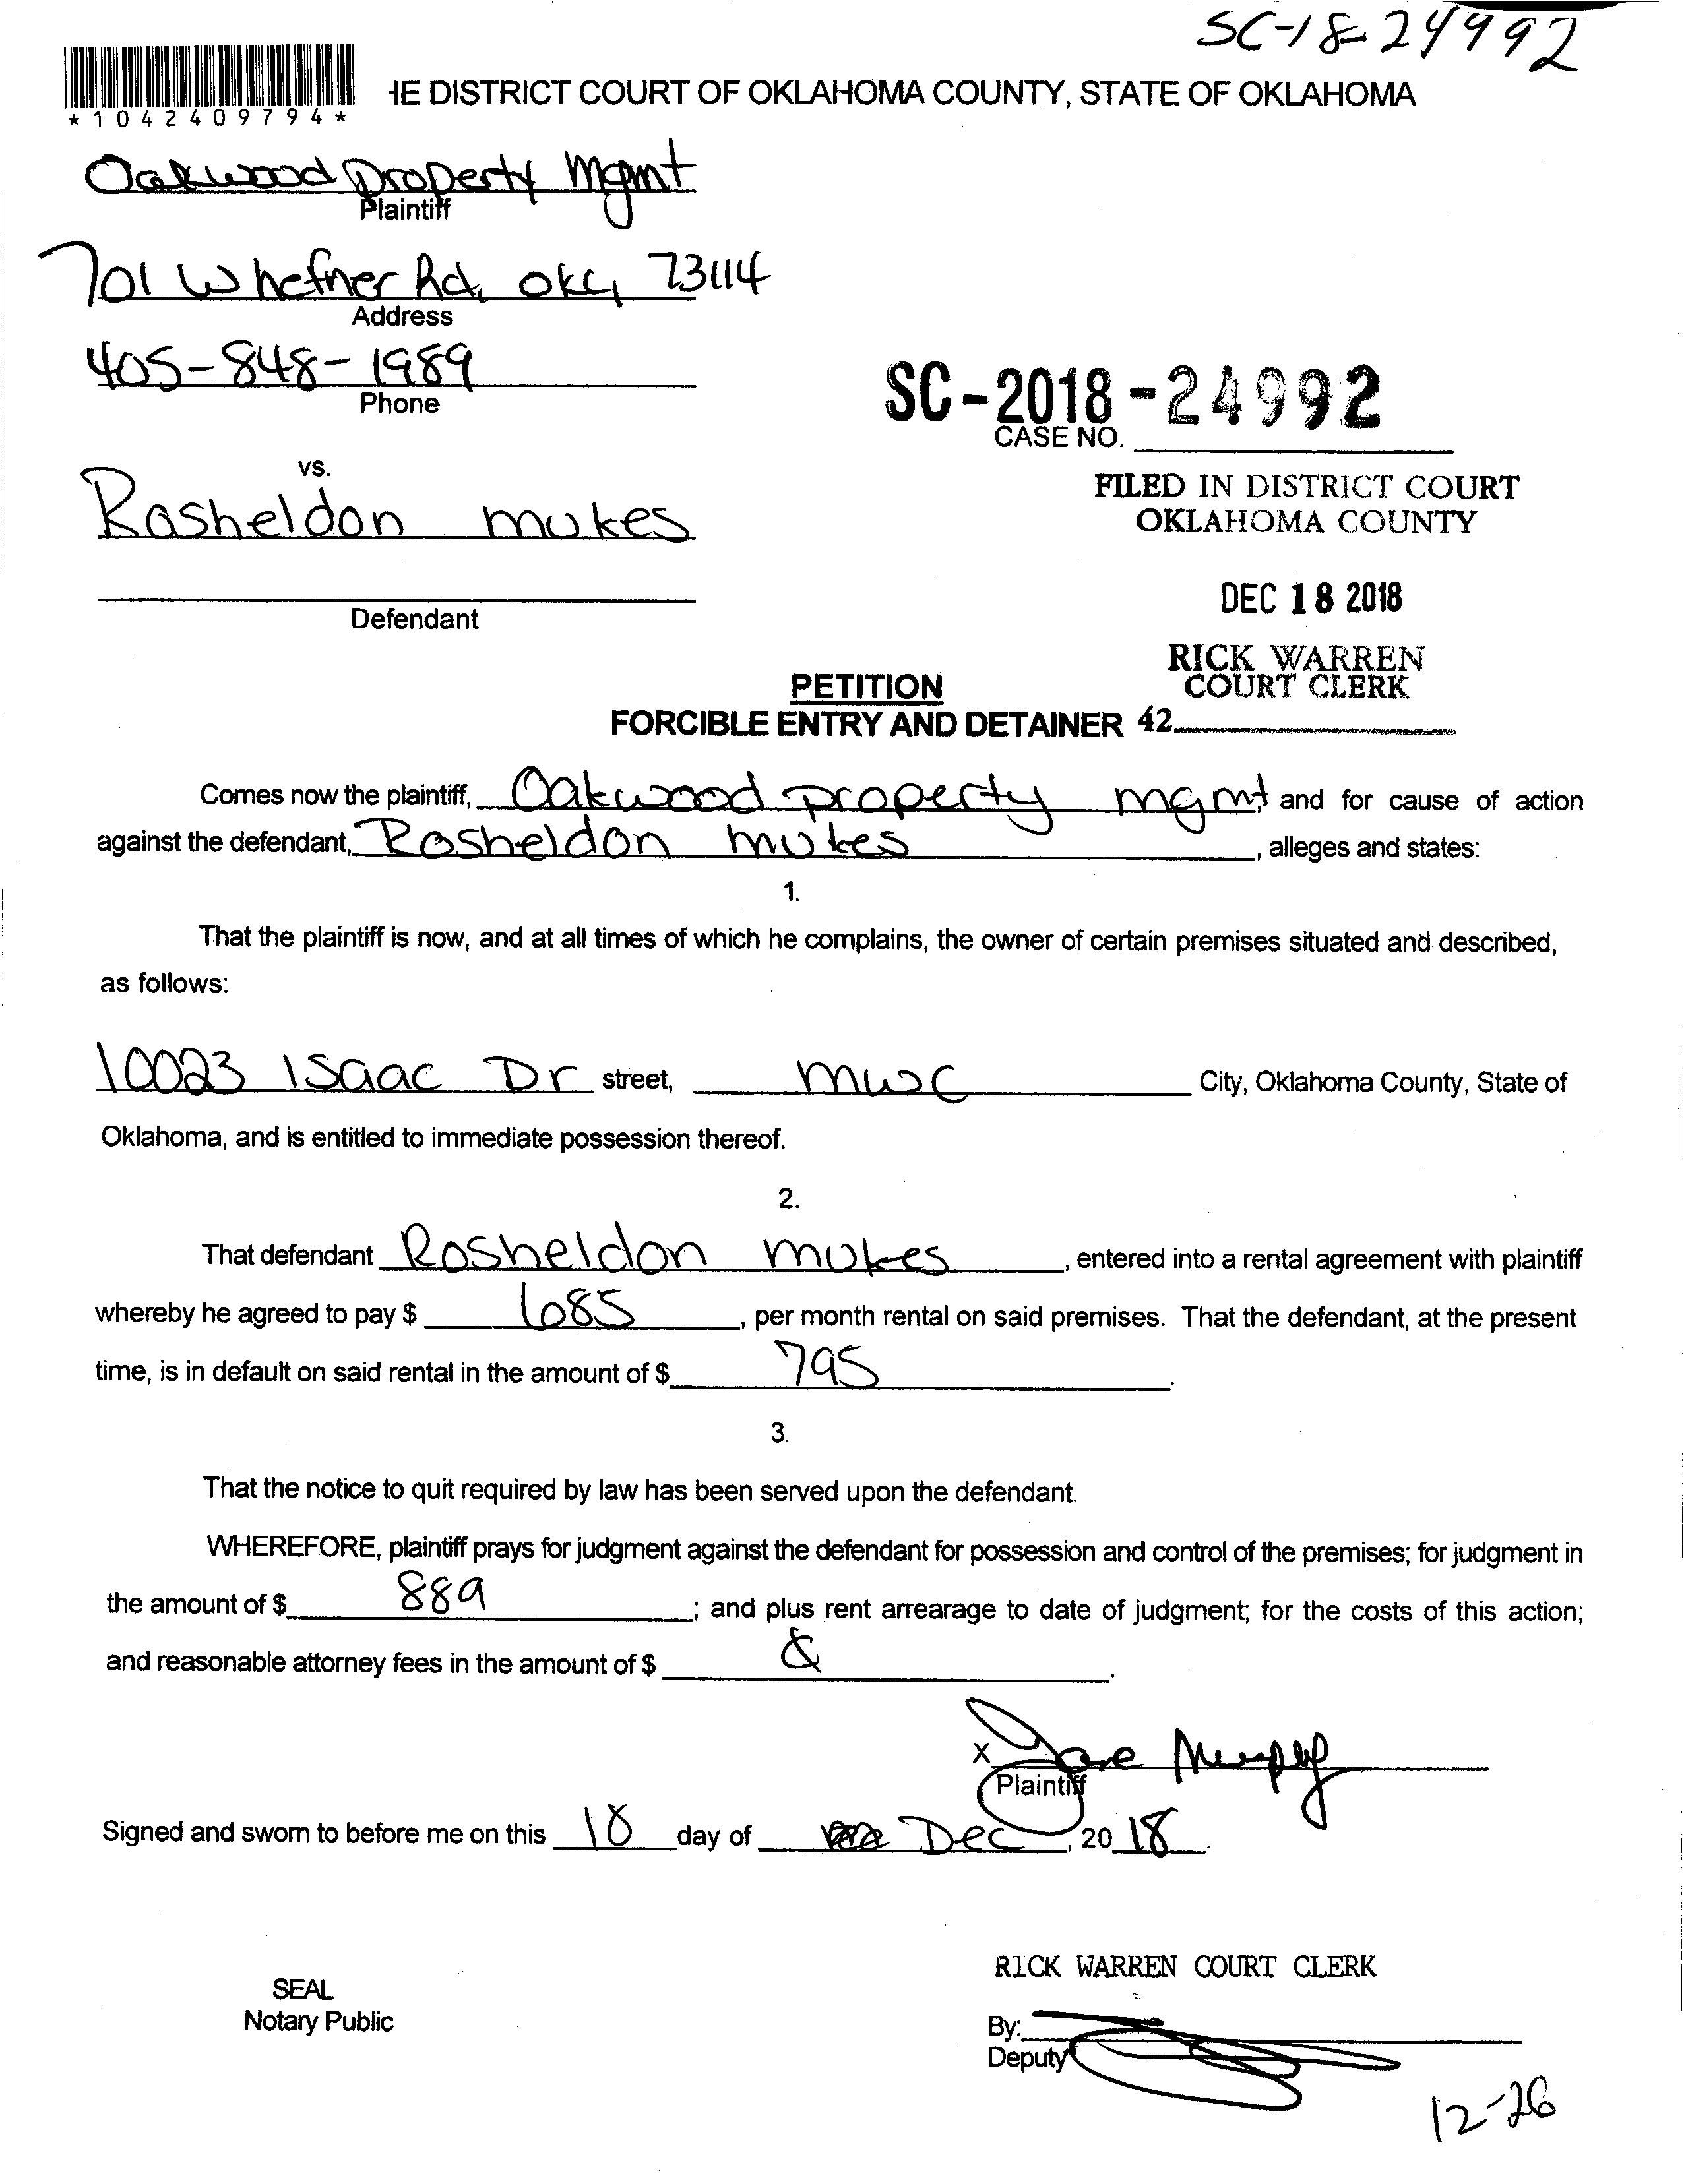 SC-18-24992
*1042409794*
HE DISTRICT COURT OF OKLAHOMA COUNTY, STATE OF OKLAHOMA
Oakwood Property Mgmt
Plaintiff
701 W hefner Rd, OKC, 73114
Address
405-848-1989
Phone
SC-2018-24992
CASE NO.
vs.
Rosheldon mukes
Defendant
FILED IN DISTRICT COURT
OKLAHOMA COUNTY
DEC 18 2018
RICK WARREN
COURT CLERK
PETITION
FORCIBLE ENTRY AND DETAINER 42
Comes now the plaintiff, Oakwood property mgmt and for cause of action
against the defendant, Rosheldon mukes, alleges and states:
1.
That the plaintiff is now, and at all times of which he complains, the owner of certain premises situated and described,
as follows:
10023 Isaac Dr street, mwc City, Oklahoma County, State of
Oklahoma, and is entitled to immediate possession thereof.
2.
That defendant Rosheldon mukes, entered into a rental agreement with plaintiff
whereby he agreed to pay $ 685, per month rental on said premises. That the defendant, at the present
time, is in default on said rental in the amount of $ 795.
3.
That the notice to quit required by law has been served upon the defendant.
WHEREFORE, plaintiff prays for judgment against the defendant for possession and control of the premises; for judgment in
the amount of $ 889; and plus rent arrearage to date of judgment; for the costs of this action;
and reasonable attorney fees in the amount of $.
X Jane Murphy
Plaintiff
Signed and sworn to before me on this 18 day of Dec, 20 18.
SEAL
Notary Public
RICK WARREN COURT CLERK
By:
Deputy
12-26